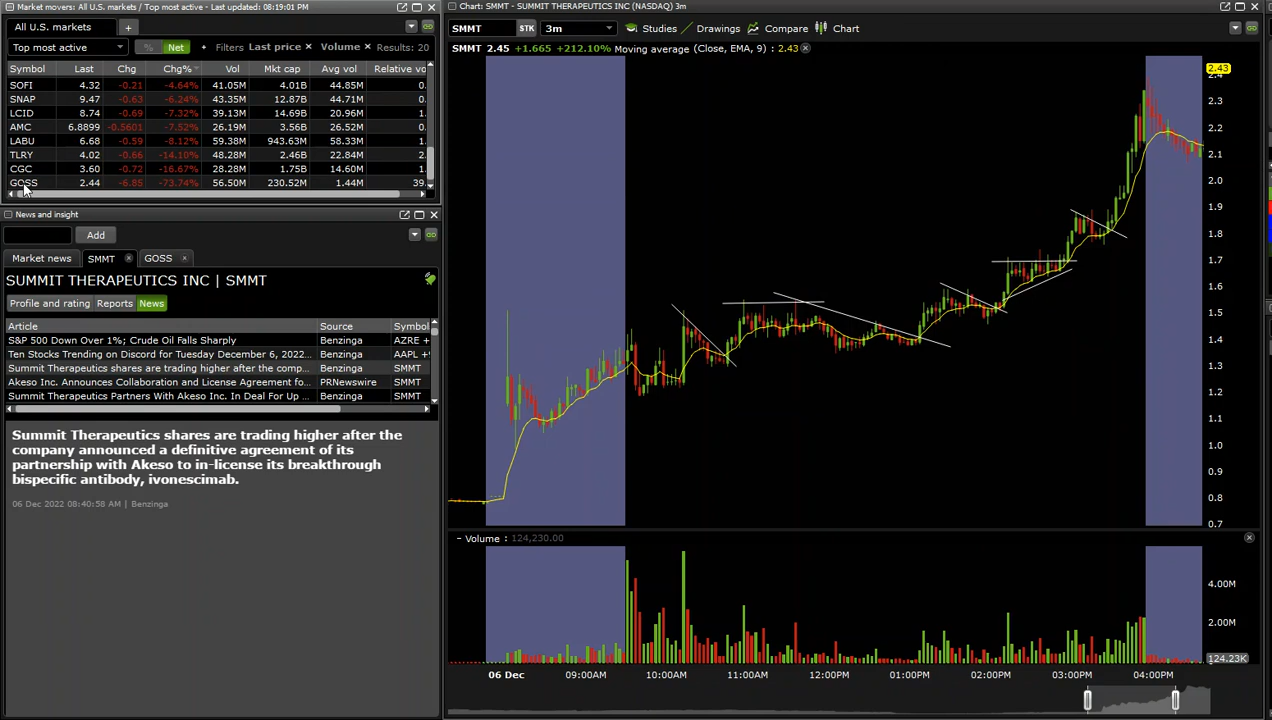 Market movers: All U.S. markets / Top most active - Last updated: 08:19:01 PM
All U.S. markets +
Top most active % Net + Filters Last price × Volume × Results: 20
Symbol Last Chg Chg% Vol Mkt cap Avg vol Relative vo
SOFI 4.32 -0.21 -4.64% 41.05M 4.01B 44.85M 0.
SNAP 9.47 -0.63 -6.24% 43.35M 12.87B 44.71M 0.
LCID 8.74 -0.69 -7.32% 39.13M 14.69B 20.96M 1.
AMC 6.8899 -0.5601 -7.52% 26.19M 3.56B 26.52M 0.
LABU 6.68 -0.59 -8.12% 59.38M 943.63M 58.33M 1.
TLRY 4.02 -0.66 -14.10% 48.28M 2.46B 22.84M 2.
CGC 3.60 -0.72 -16.67% 28.28M 1.75B 14.60M 1.
GOSS 2.44 -6.85 -73.74% 56.50M 230.52M 1.44M 39.
News and insight
Add
Market news SMMT × GOSS ×
SUMMIT THERAPEUTICS INC | SMMT
Profile and rating Reports News
Article Source Symbol
S&P 500 Down Over 1%; Crude Oil Falls Sharply Benzinga AZRE +
Ten Stocks Trading on Discord for Tuesday December 6, 2022... Benzinga AAPL +
Summit Therapeutics shares are trading higher after the comp... Benzinga SMMT
Akeso Inc. Announces Collaboration and License Agreement fo... PRNewswire SMMT
Summit Therapeutics Partners With Akeso Inc. In Deal For Up ... Benzinga SMMT
Summit Therapeutics shares are trading higher after the
company announced a definitive agreement of its
partnership with Akeso to in-license its breakthrough
bispecific antibody, ivonescimab.
06 Dec 2022 08:40:58 AM | Benzinga
Chart: SMMT - SUMMIT THERAPEUTICS INC (NASDAQ) 3m
SMMT STK 3m Studies Drawings Compare Chart
SMMT 2.45 +1.665 +212.10% Moving average (Close, EMA, 9) : 2.43
2.43
2.4
2.3
2.2
2.1
2.0
1.9
1.8
1.7
1.6
1.5
1.4
1.3
1.2
1.1
1.0
0.9
0.8
0.7
– Volume : 124,230.00
4.00M
2.00M
124.23K
06 Dec 09:00AM 10:00AM 11:00AM 12:00PM 01:00PM 02:00PM 03:00PM 04:00PM